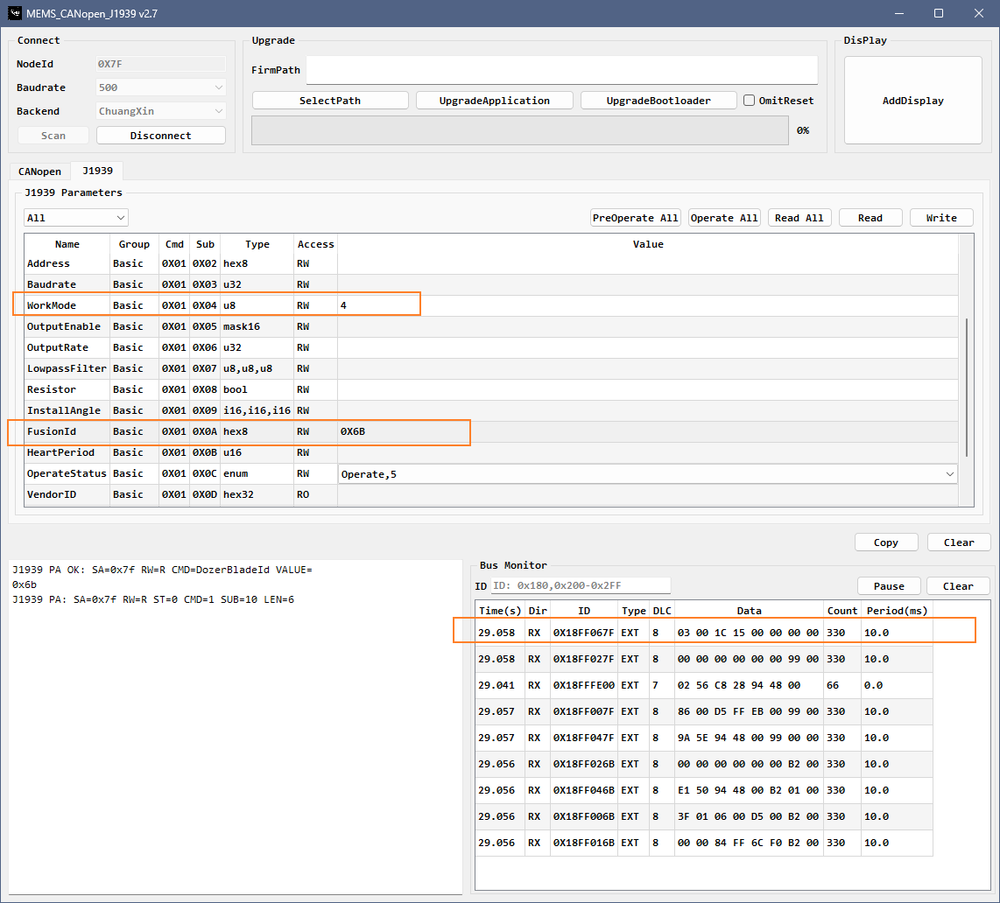 MEMS_CANopen_J1939 v2.7
Connect
NodeId 0X7F
Baudrate 500
Backend ChuangXin
Scan Disconnect
Upgrade
FirmPath
SelectPath UpgradeApplication UpgradeBootloader OmitReset
0%
DisPlay
AddDisplay
CANopen J1939
J1939 Parameters
All PreOperate All Operate All Read All Read Write
Name Group Cmd Sub Type Access Value
Address Basic 0X01 0X02 hex8 RW
Baudrate Basic 0X01 0X03 u32 RW
WorkMode Basic 0X01 0X04 u8 RW 4
OutputEnable Basic 0X01 0X05 mask16 RW
OutputRate Basic 0X01 0X06 u32 RW
LowpassFilter Basic 0X01 0X07 u8,u8,u8 RW
Resistor Basic 0X01 0X08 bool RW
InstallAngle Basic 0X01 0X09 i16,i16,i16 RW
FusionId Basic 0X01 0X0A hex8 RW 0X6B
HeartPeriod Basic 0X01 0X0B u16 RW
OperateStatus Basic 0X01 0X0C enum RW Operate,5
VendorID Basic 0X01 0X0D hex32 RO
Copy Clear
J1939 PA OK: SA=0x7f RW=R CMD=DozerBladeId VALUE=
0x6b
J1939 PA: SA=0x7f RW=R ST=0 CMD=1 SUB=10 LEN=6
Bus Monitor
ID ID: 0x180,0x200-0x2FF Pause Clear
Time(s) Dir ID Type DLC Data Count Period(ms)
29.058 RX 0X18FF067F EXT 8 03 00 1C 15 00 00 00 00 330 10.0
29.058 RX 0X18FF027F EXT 8 00 00 00 00 00 00 99 00 330 10.0
29.041 RX 0X18FFFE00 EXT 7 02 56 C8 28 94 48 00 66 0.0
29.057 RX 0X18FF007F EXT 8 86 00 D5 FF EB 00 99 00 330 10.0
29.057 RX 0X18FF047F EXT 8 9A 5E 94 48 00 99 00 00 330 10.0
29.056 RX 0X18FF026B EXT 8 00 00 00 00 00 00 B2 00 330 10.0
29.056 RX 0X18FF046B EXT 8 E1 50 94 48 00 B2 01 00 330 10.0
29.056 RX 0X18FF006B EXT 8 3F 01 06 00 D5 00 B2 00 330 10.0
29.056 RX 0X18FF016B EXT 8 00 00 84 FF 6C F0 B2 00 330 10.0